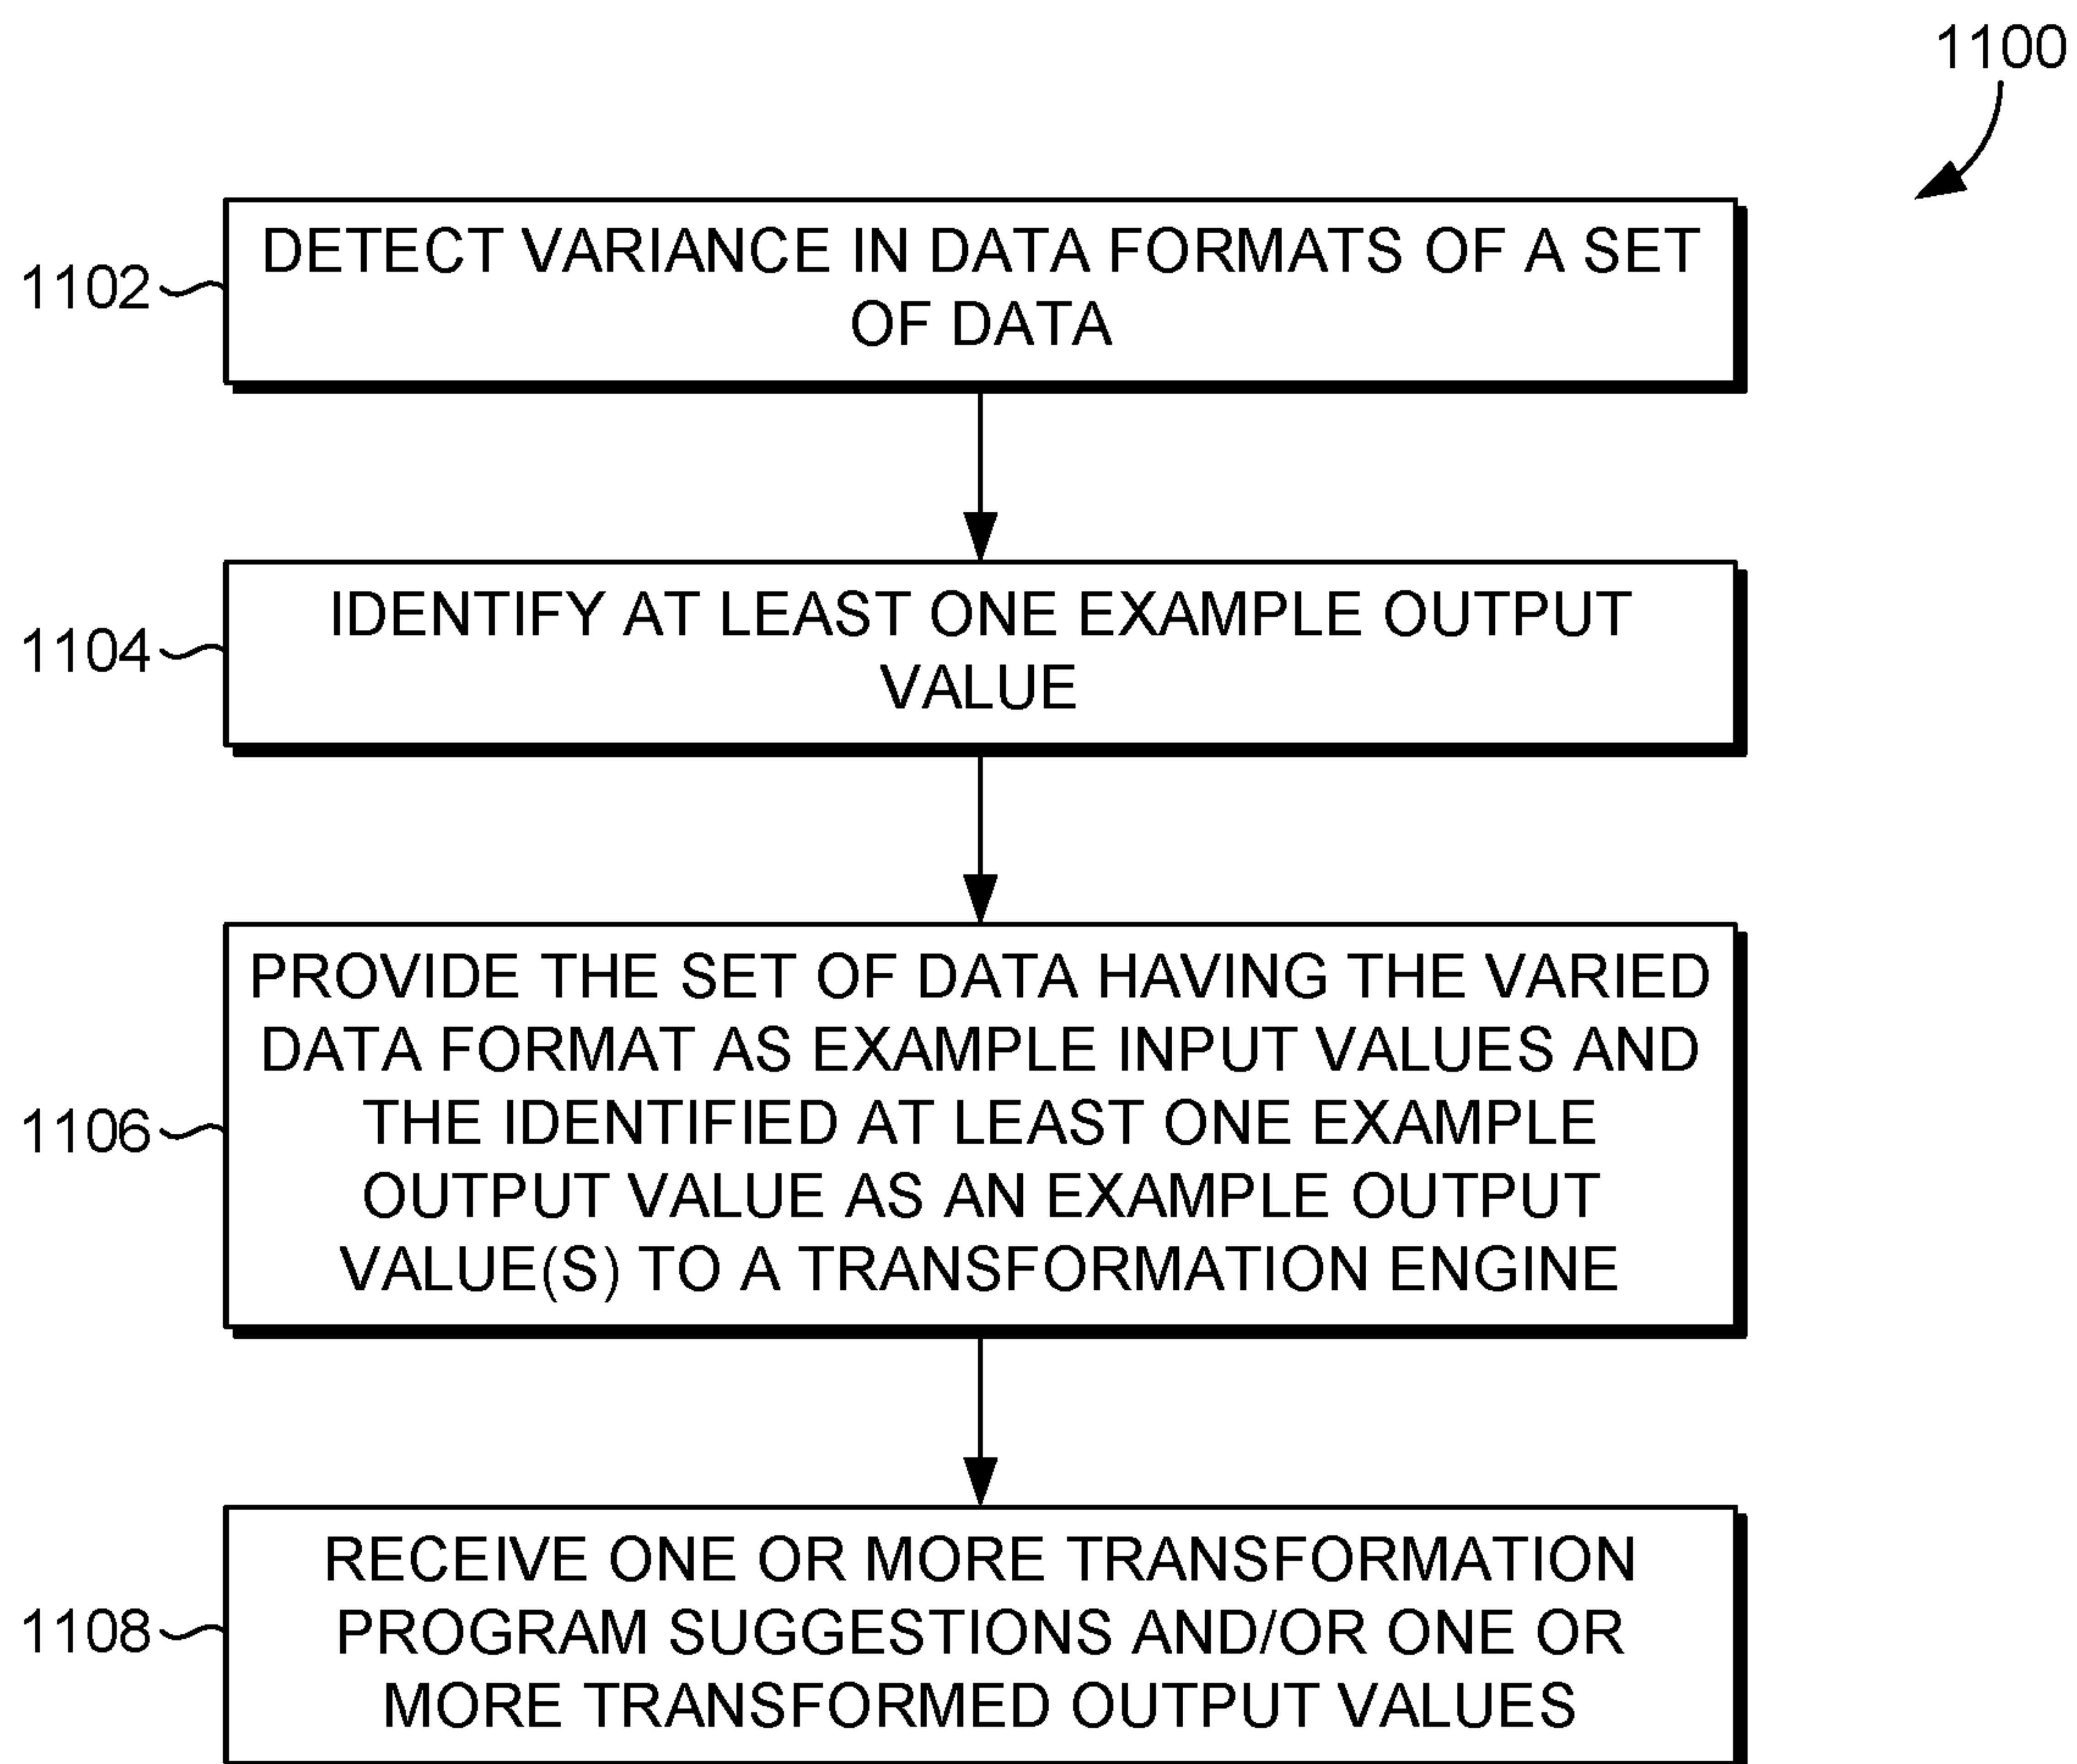 1100
1102
DETECT VARIANCE IN DATA FORMATS OF A SET
OF DATA
1104
IDENTIFY AT LEAST ONE EXAMPLE OUTPUT
VALUE
1106
PROVIDE THE SET OF DATA HAVING THE VARIED
DATA FORMAT AS EXAMPLE INPUT VALUES AND
THE IDENTIFIED AT LEAST ONE EXAMPLE
OUTPUT VALUE AS AN EXAMPLE OUTPUT
VALUE(S) TO A TRANSFORMATION ENGINE
1108
RECEIVE ONE OR MORE TRANSFORMATION
PROGRAM SUGGESTIONS AND/OR ONE OR
MORE TRANSFORMED OUTPUT VALUES